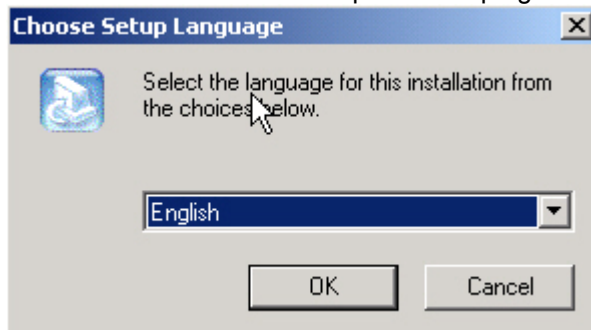 Choose Setup Language
Select the language for this installation from
the choices below.
English
OK
Cancel